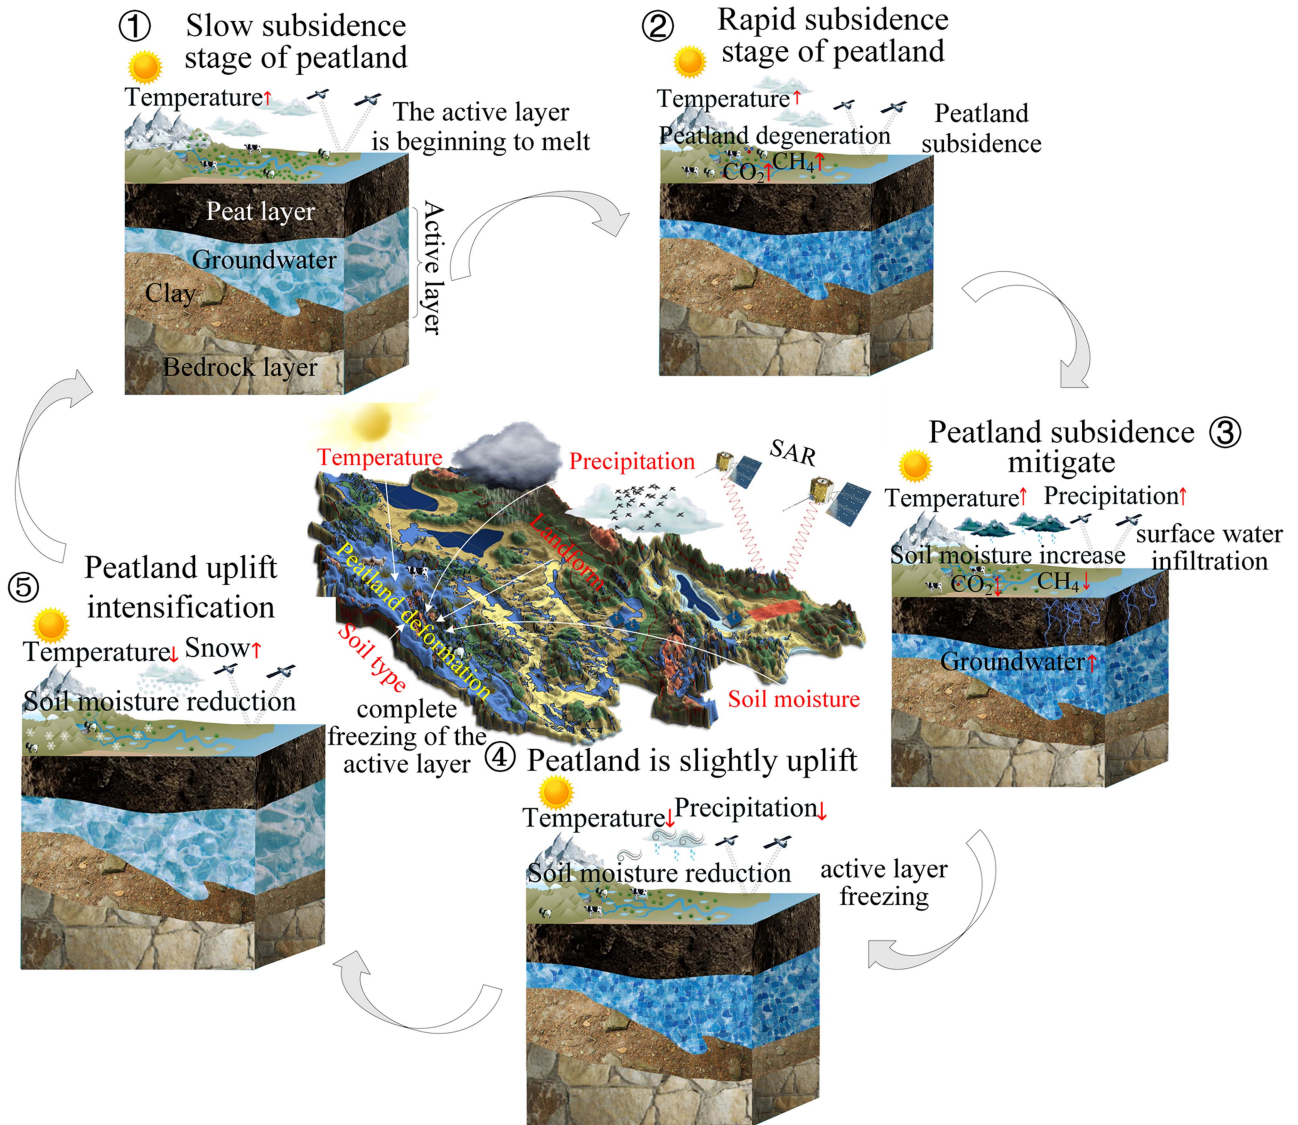 ① Slow subsidence
stage of peatland
Temperature↑
The active layer
is beginning to melt
Peat layer
Groundwater
Clay
Bedrock layer
Active layer
② Rapid subsidence
stage of peatland
Temperature↑
Peatland degeneration
CO₂↑ CH₄↑
Peatland
subsidence
Peatland subsidence ③
mitigate
Temperature↑ Precipitation↑
Soil moisture increase
CO₂↓ CH₄↓
surface water
infiltration
Groundwater↑
Temperature
Precipitation
SAR
Landform
Peatland deformation
Soil type
Soil moisture
complete
freezing of the
active layer
④ Peatland is slightly uplift
Temperature↓ Precipitation↓
Soil moisture reduction
active layer
freezing
⑤ Peatland uplift
intensification
Temperature↓ Snow↑
Soil moisture reduction